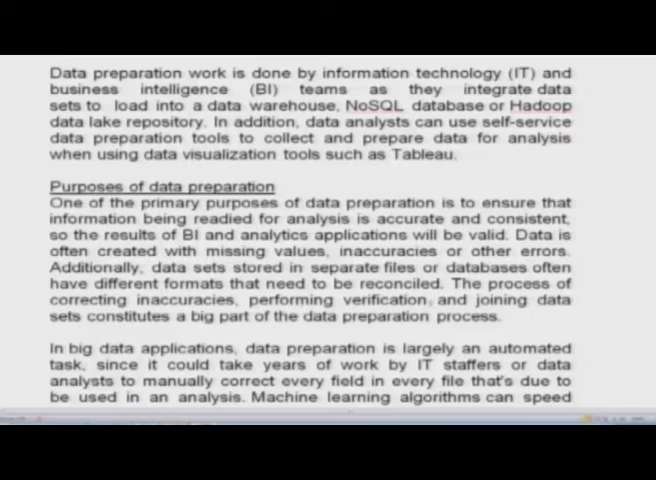 Data preparation work is done by information technology (IT) and
business intelligence (BI) teams as they integrate data
sets to load into a data warehouse, NoSQL database or Hadoop
data lake repository. In addition, data analysts can use self-service
data preparation tools to collect and prepare data for analysis
when using data visualization tools such as Tableau.
Purposes of data preparation
One of the primary purposes of data preparation is to ensure that
information being readied for analysis is accurate and consistent,
so the results of BI and analytics applications will be valid. Data is
often created with missing values, inaccuracies or other errors.
Additionally, data sets stored in separate files or databases often
have different formats that need to be reconciled. The process of
correcting inaccuracies, performing verification, and joining data
sets constitutes a big part of the data preparation process.
In big data applications, data preparation is largely an automated
task, since it could take years of work by IT staffers or data
analysts to manually correct every field in every file that's due to
be used in an analysis. Machine learning algorithms can speed